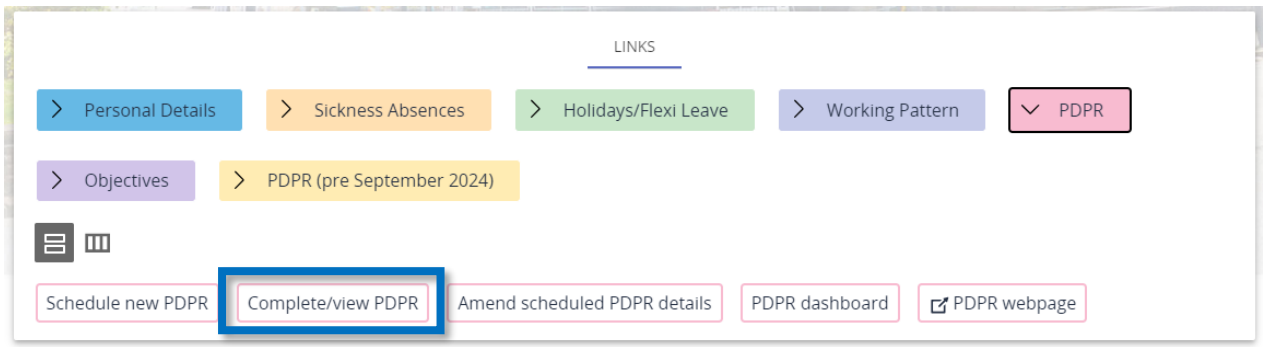 LINKS
Personal Details Sickness Absences Holidays/Flexi Leave Working Pattern PDPR
Objectives PDPR (pre September 2024)
Schedule new PDPR Complete/view PDPR Amend scheduled PDPR details PDPR dashboard PDPR webpage